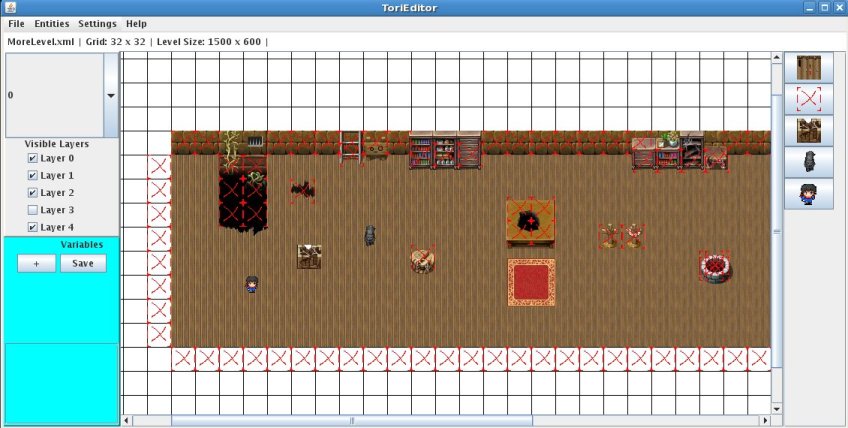 ToriEditor
File Entities Settings Help
MoreLevel.xml | Grid: 32 x 32 | Level Size: 1500 x 600 |
0
Visible Layers
Layer 0
Layer 1
Layer 2
Layer 3
Layer 4
Variables
+ Save